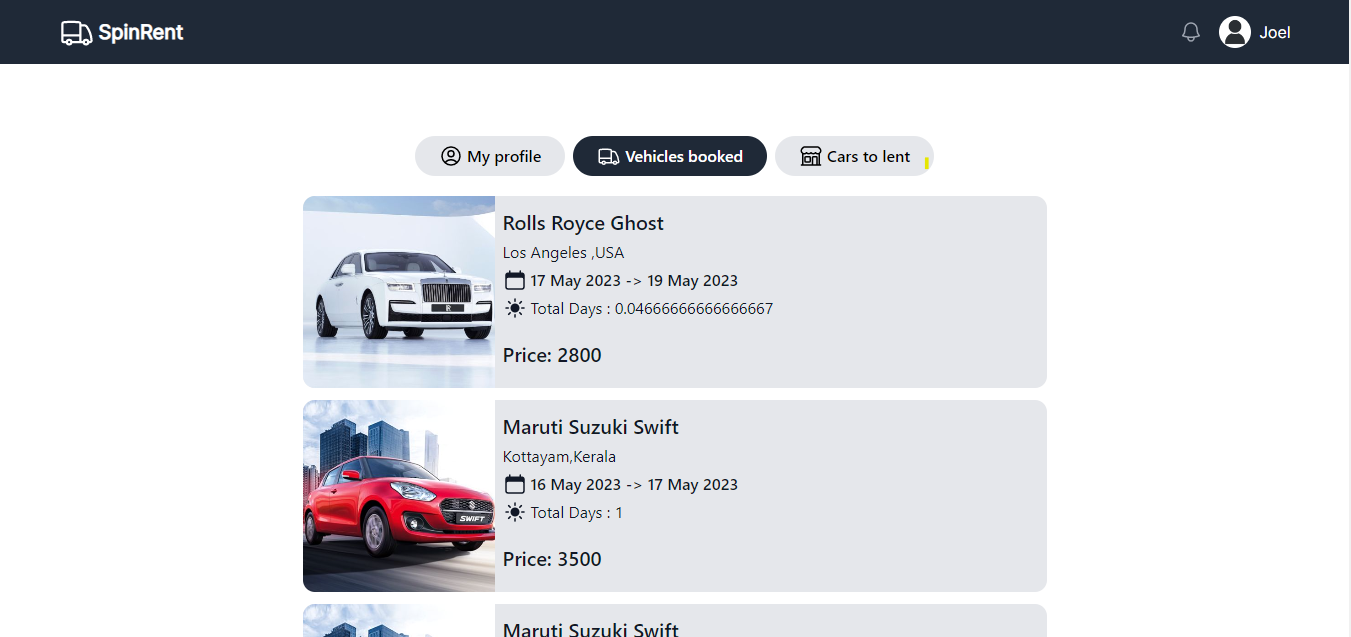 SpinRent
Joel
My profile
Vehicles booked
Cars to lent
Rolls Royce Ghost
Los Angeles ,USA
17 May 2023 -> 19 May 2023
Total Days : 0.04666666666666667
Price: 2800
SWIFT
Maruti Suzuki Swift
Kottayam,Kerala
16 May 2023 -> 17 May 2023
Total Days : 1
Price: 3500
Maruti Suzuki Swift